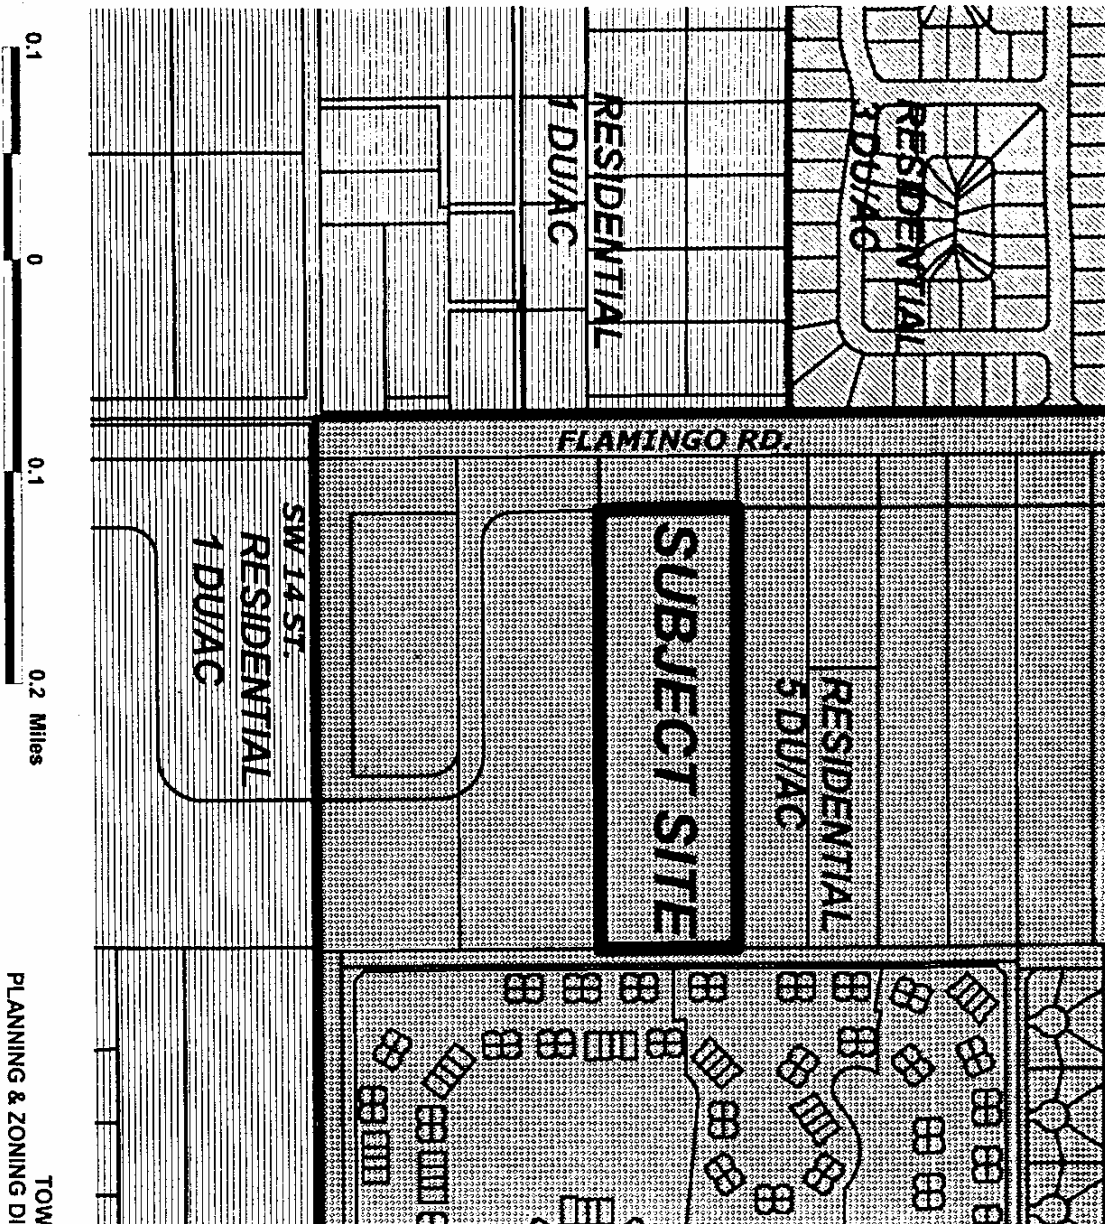 RESIDENTIAL
3 DU/AC
RESIDENTIAL
1 DU/AC
FLAMINGO RD.
SUBJECT SITE
RESIDENTIAL
5 DU/AC
SW 14 ST.
RESIDENTIAL
1 DU/AC
0.1 0 0.1 0.2 Miles
TOW
PLANNING & ZONING DI